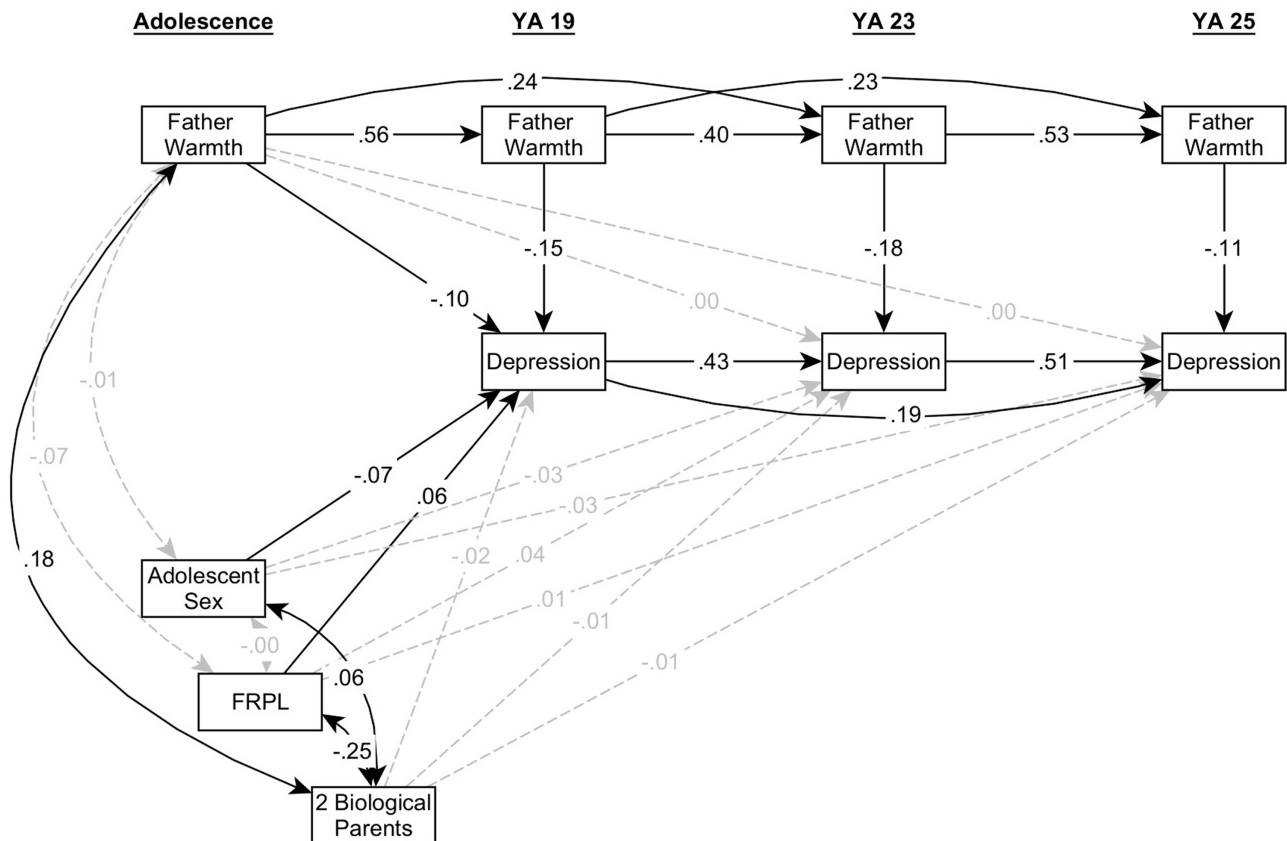 Adolescence YA 19 YA 23 YA 25
.24 .23
Father Father Father Father
Warmth .56 Warmth .40 Warmth .53 Warmth
-.15 -.18 -.11
-.10 .00 .00
Depression .43 Depression .51 Depression
-.01
.19
-.07
-.07 .06 -.03
-.03
.18 -.02 .04
Adolescent
Sex
.01
-.01
-.00
.06 -.01
FRPL
-.25
2 Biological
Parents